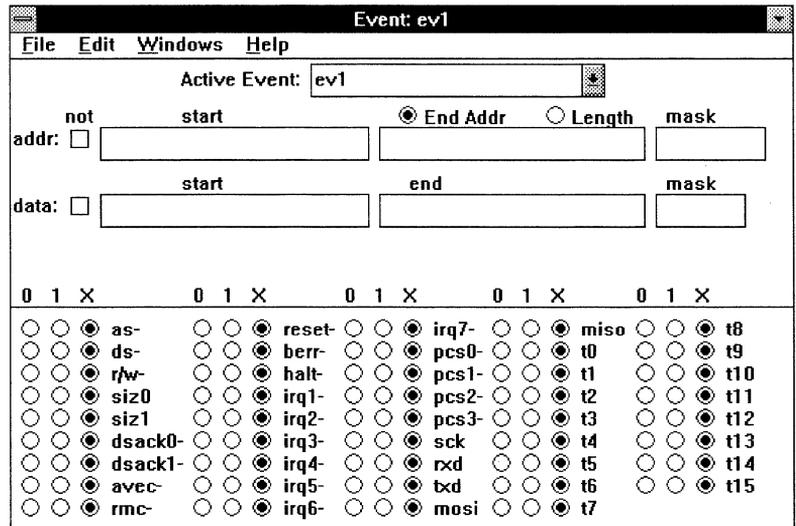 Event: ev1
File Edit Windows Help
Active Event: ev1
not start End Addr Length mask
addr:
start end mask
data:
0 1 X 0 1 X 0 1 X 0 1 X 0 1 X
as- reset- irq7- miso t8
ds- berr- pcs0- t0 t9
r/w- halt- pcs1- t1 t10
siz0 irq1- pcs2- t2 t11
siz1 irq2- pcs3- t3 t12
dsack0- irq3- sck t4 t13
dsack1- irq4- rxd t5 t14
avec- irq5- txd t6 t15
rmc- irq6- mosi t7